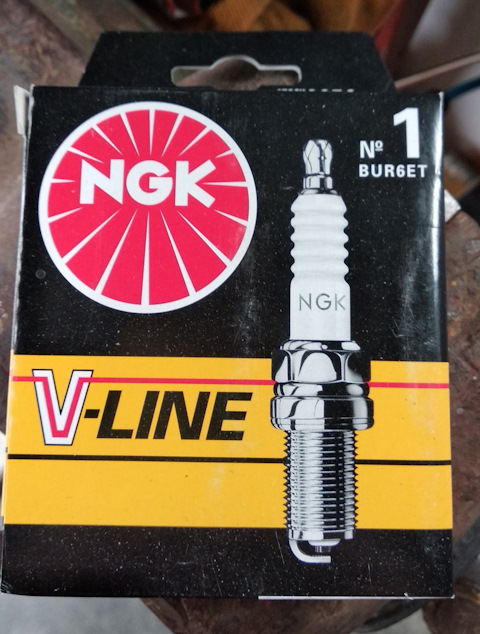 NGK
Nº 1
BUR6ET
NGK
V-LINE